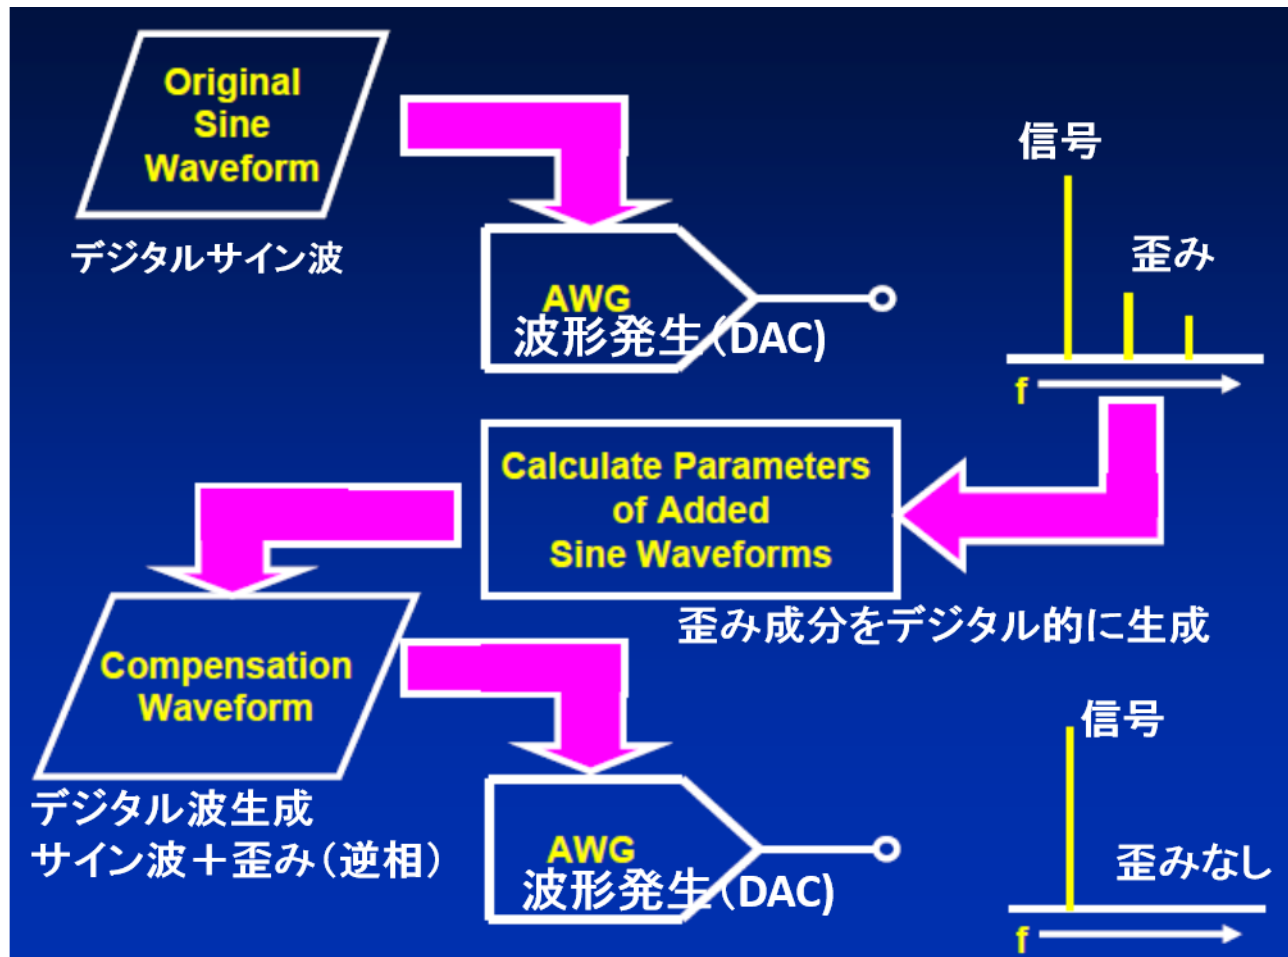 Original
Sine
Waveform
デジタルサイン波
AWG
波形発生(DAC)
信号
歪み
f
Calculate Parameters
of Added
Sine Waveforms
歪み成分をデジタル的に生成
Compensation
Waveform
デジタル波生成
サイン波+歪み(逆相)
AWG
波形発生(DAC)
信号
歪みなし
f